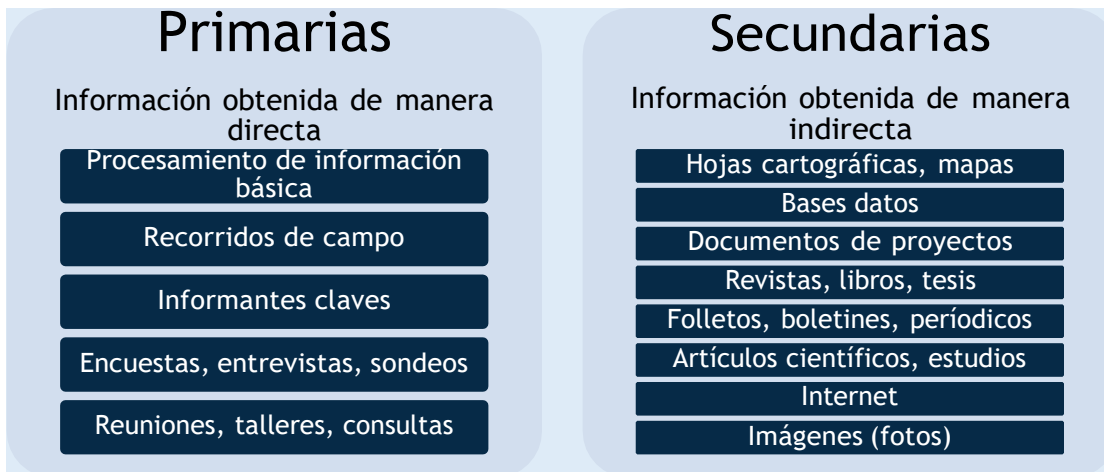 Primarias
Información obtenida de manera
directa
Procesamiento de información
básica
Recorridos de campo
Informantes claves
Encuestas, entrevistas, sondeos
Reuniones, talleres, consultas
Secundarias
Información obtenida de manera
indirecta
Hojas cartográficas, mapas
Bases datos
Documentos de proyectos
Revistas, libros, tesis
Folletos, boletines, períodicos
Artículos científicos, estudios
Internet
Imágenes (fotos)